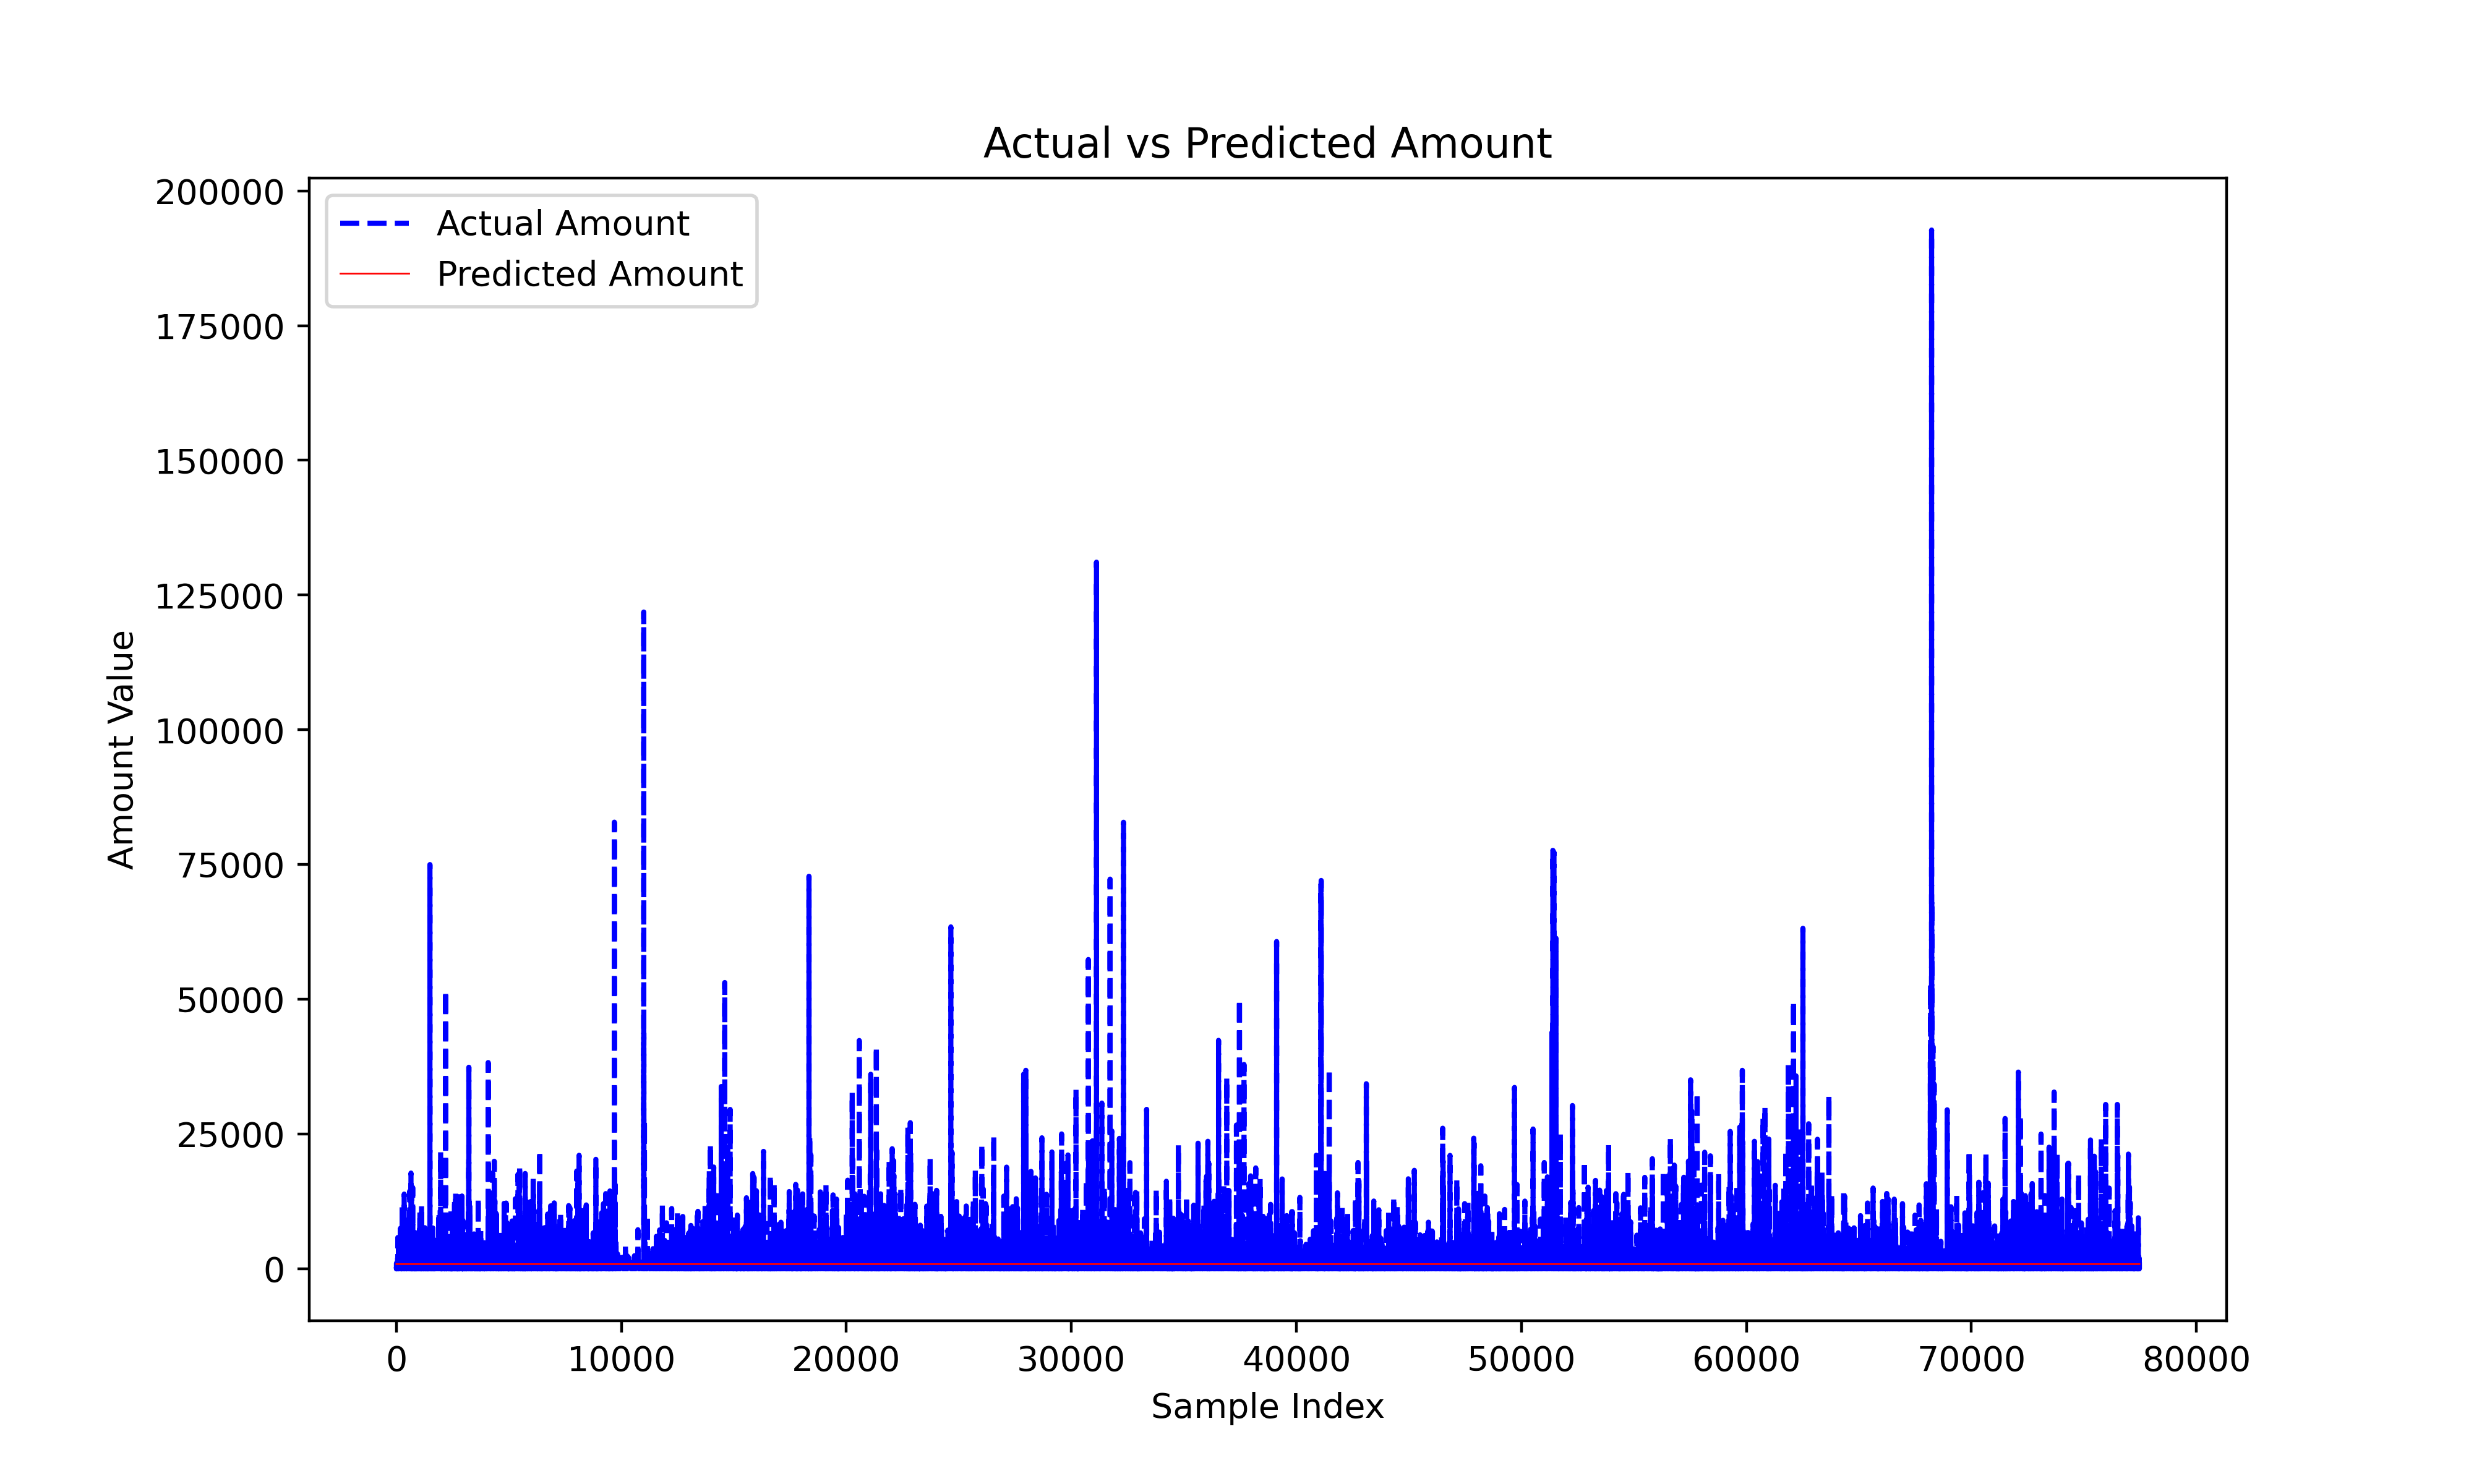 Actual vs Predicted Amount
Actual Amount
Predicted Amount
200000
175000
150000
125000
100000
75000
50000
25000
0
Amount Value
0 10000 20000 30000 40000 50000 60000 70000 80000
Sample Index